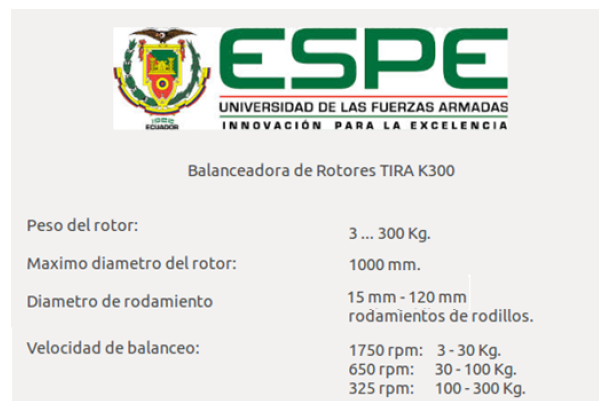 ESPE
UNIVERSIDAD DE LAS FUERZAS ARMADAS
INNOVACIÓN PARA LA EXCELENCIA
ECUADOR
Balanceadora de Rotores TIRA K300
Peso del rotor: 3 ... 300 Kg.
Maximo diametro del rotor: 1000 mm.
Diametro de rodamiento 15 mm - 120 mm
rodamientos de rodillos.
Velocidad de balanceo: 1750 rpm: 3 - 30 Kg.
650 rpm: 30 - 100 Kg.
325 rpm: 100 - 300 Kg.